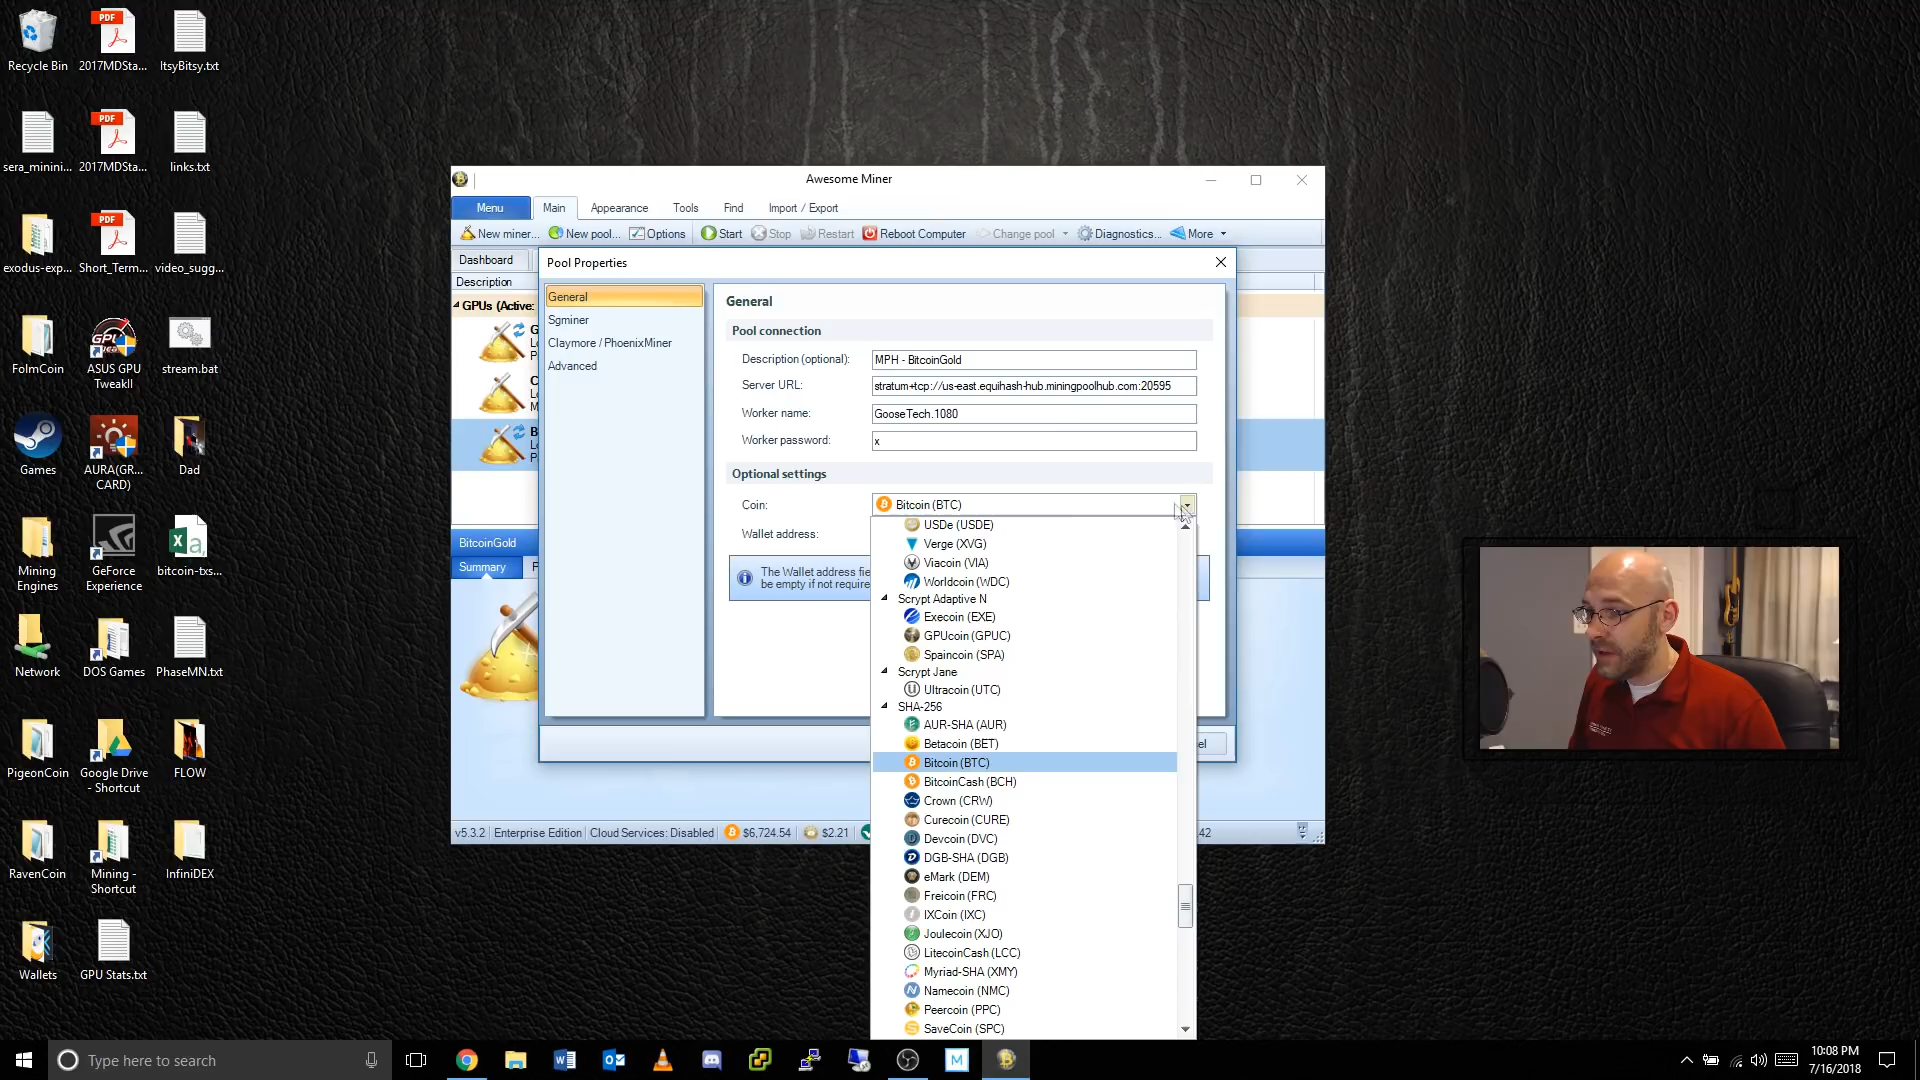 Recycle Bin
2017MDSta...
ItsyBitsy.txt
sera_minini...
2017MDSta...
links.txt
exodus-exp...
Short_Term...
video_sugg...
FolmCoin
ASUS GPU
TweakII
stream.bat
Games
AURA(GR...
CARD)
Dad
Mining
Engines
GeForce
Experience
bitcoin-txs...
Network
DOS Games
PhaseMN.txt
PigeonCoin
Google Drive
- Shortcut
FLOW
RavenCoin
Mining -
Shortcut
InfiniDEX
Wallets
GPU Stats.txt
Awesome Miner
Menu
Main
Appearance
Tools
Find
Import / Export
New miner...
New pool...
Options
Start
Stop
Restart
Reboot Computer
Change pool
Diagnostics...
More
Dashboard
Description
GPUs (Active:
BitcoinGold
Summary
Pool Properties
General
Sgminer
Claymore / PhoenixMiner
Advanced
General
Pool connection
Description (optional):
MPH - BitcoinGold
Server URL:
stratum+tcp://us-east.equihash-hub.miningpoolhub.com:20595
Worker name:
GooseTech.1080
Worker password:
x
Optional settings
Coin:
Bitcoin (BTC)
Wallet address:
The Wallet address fie
be empty if not require
USDe (USDE)
Verge (XVG)
Viacoin (VIA)
Worldcoin (WDC)
Scrypt Adaptive N
Execoin (EXE)
GPUcoin (GPUC)
Spaincoin (SPA)
Scrypt Jane
Ultracoin (UTC)
SHA-256
AUR-SHA (AUR)
Betacoin (BET)
Bitcoin (BTC)
BitcoinCash (BCH)
Crown (CRW)
Curecoin (CURE)
Devcoin (DVC)
DGB-SHA (DGB)
eMark (DEM)
Freicoin (FRC)
IXCoin (IXC)
Joulecoin (XJO)
LitecoinCash (LCC)
Myriad-SHA (XMY)
Namecoin (NMC)
Peercoin (PPC)
SaveCoin (SPC)
el
v5.3.2
Enterprise Edition
Cloud Services: Disabled
$6,724.54
$2.21
42
Type here to search
10:08 PM
7/16/2018